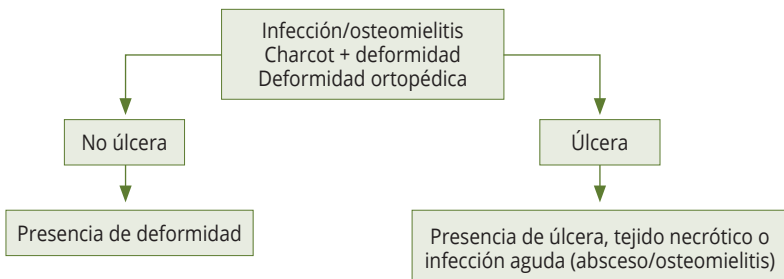 Infección/osteomielitis
Charcot + deformidad
Deformidad ortopédica
No úlcera
Úlcera
Presencia de deformidad
Presencia de úlcera, tejido necrótico o
infección aguda (absceso/osteomielitis)